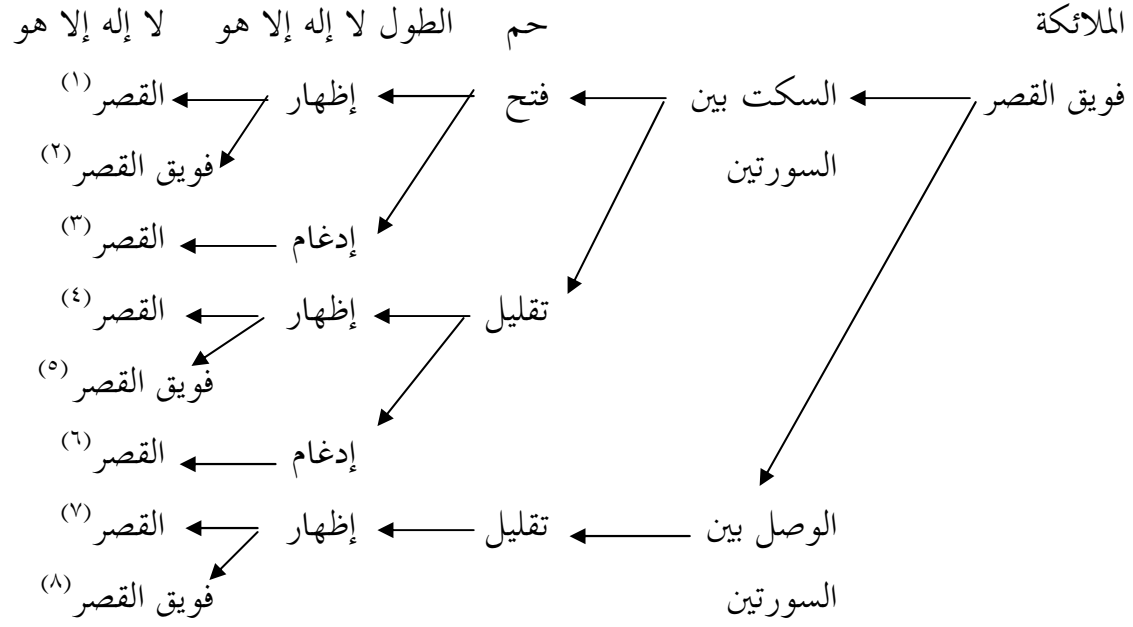 الملائكة حم الطول لا إله إلا هو لا إله إلا هو
فويق القصر السكت بين فتح إظهار القصر (١)
السورتين فويق القصر (٢)
إدغام القصر (٣)
تقليل إظهار القصر (٤)
فويق القصر (٥)
إدغام القصر (٦)
الوصل بين تقليل إظهار القصر (٧)
السورتين فويق القصر (٨)